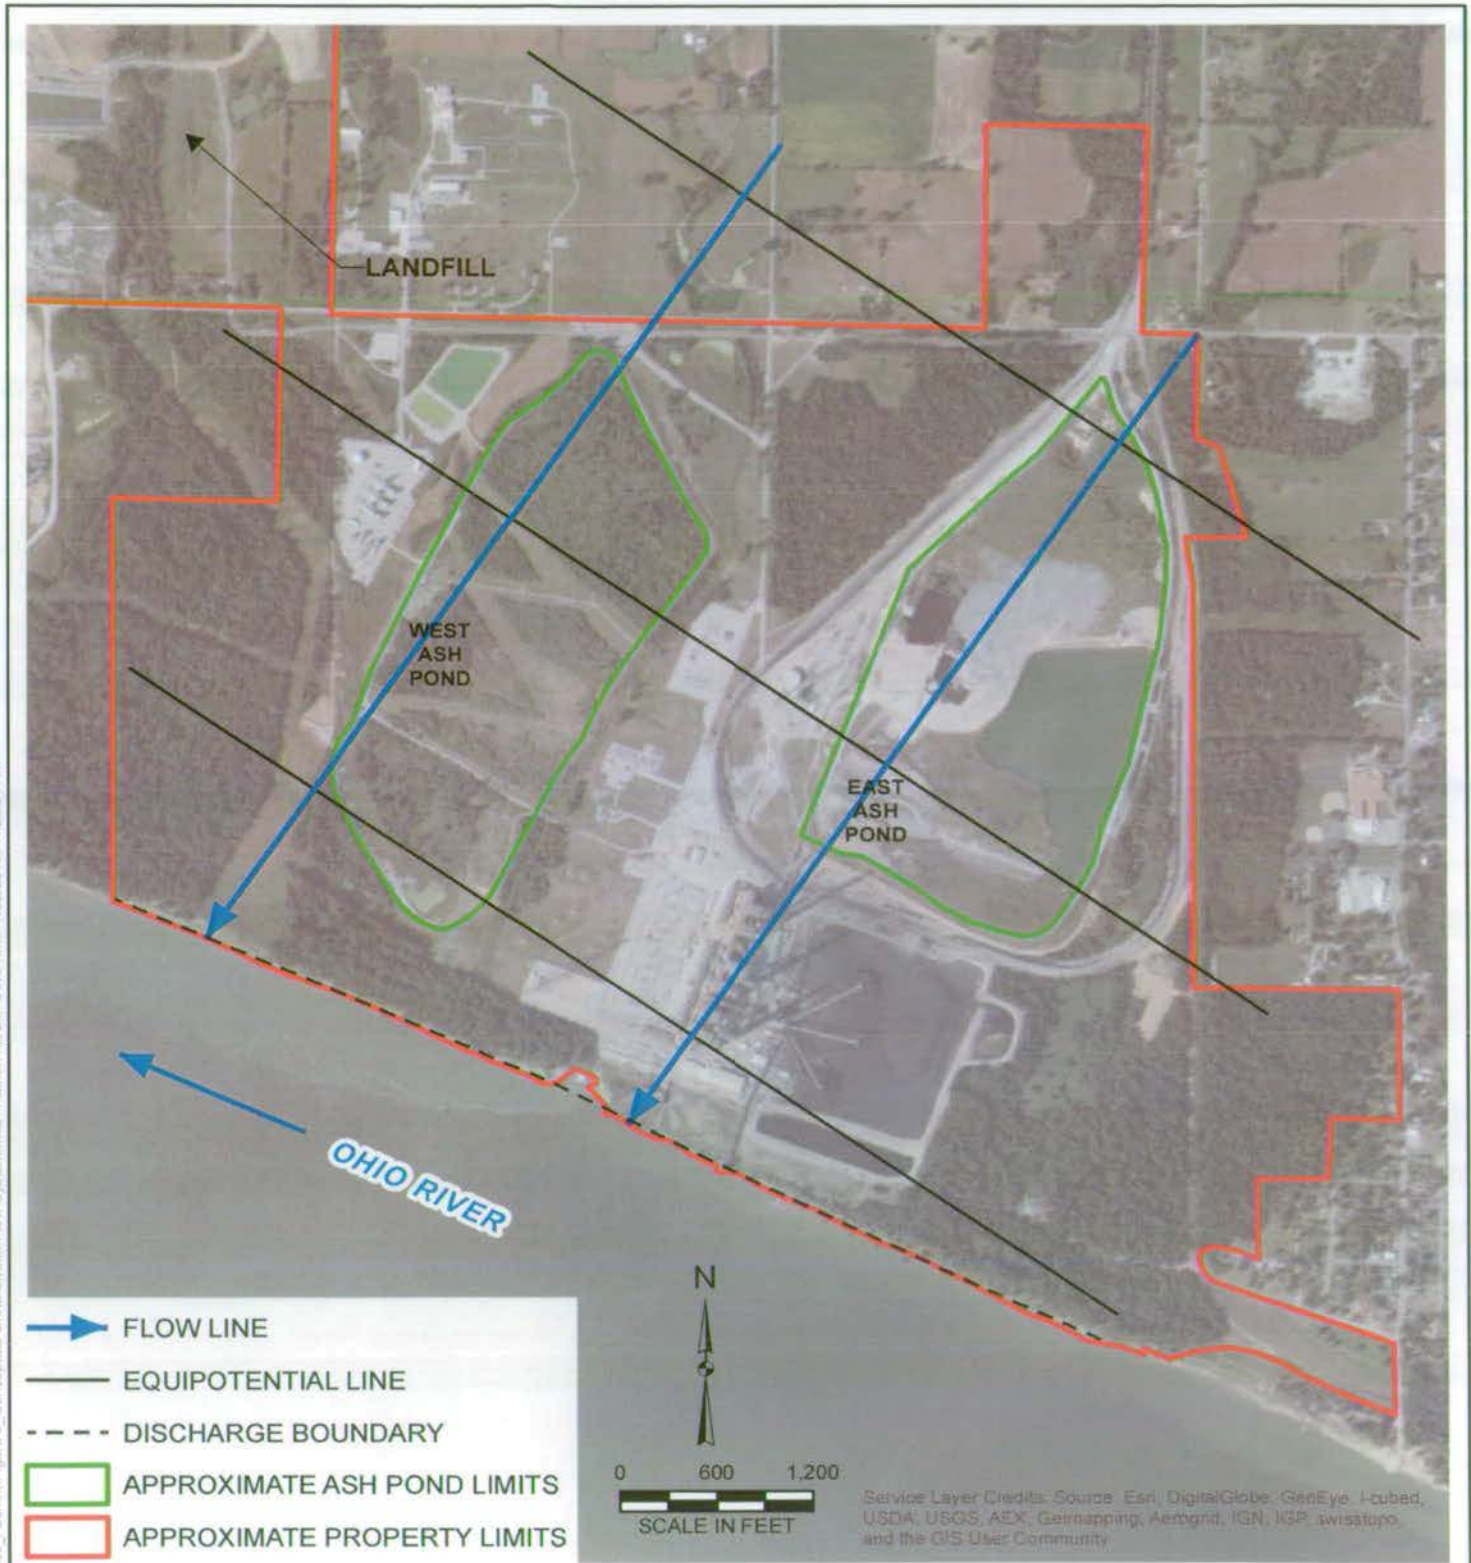 LANDFILL
WEST
ASH
POND
EAST
ASH
POND
OHIO RIVER
N
FLOW LINE
EQUIPOTENTIAL LINE
DISCHARGE BOUNDARY
APPROXIMATE ASH POND LIMITS
APPROXIMATE PROPERTY LIMITS
0 600 1,200
SCALE IN FEET
Service Layer Credits: Source: Esri, DigitalGlobe, GeoEye, i-cubed,
USDA, USGS, AEX, Getmapping, Aerogrid, IGN, IGP, swisstopo,
and the GIS User Community